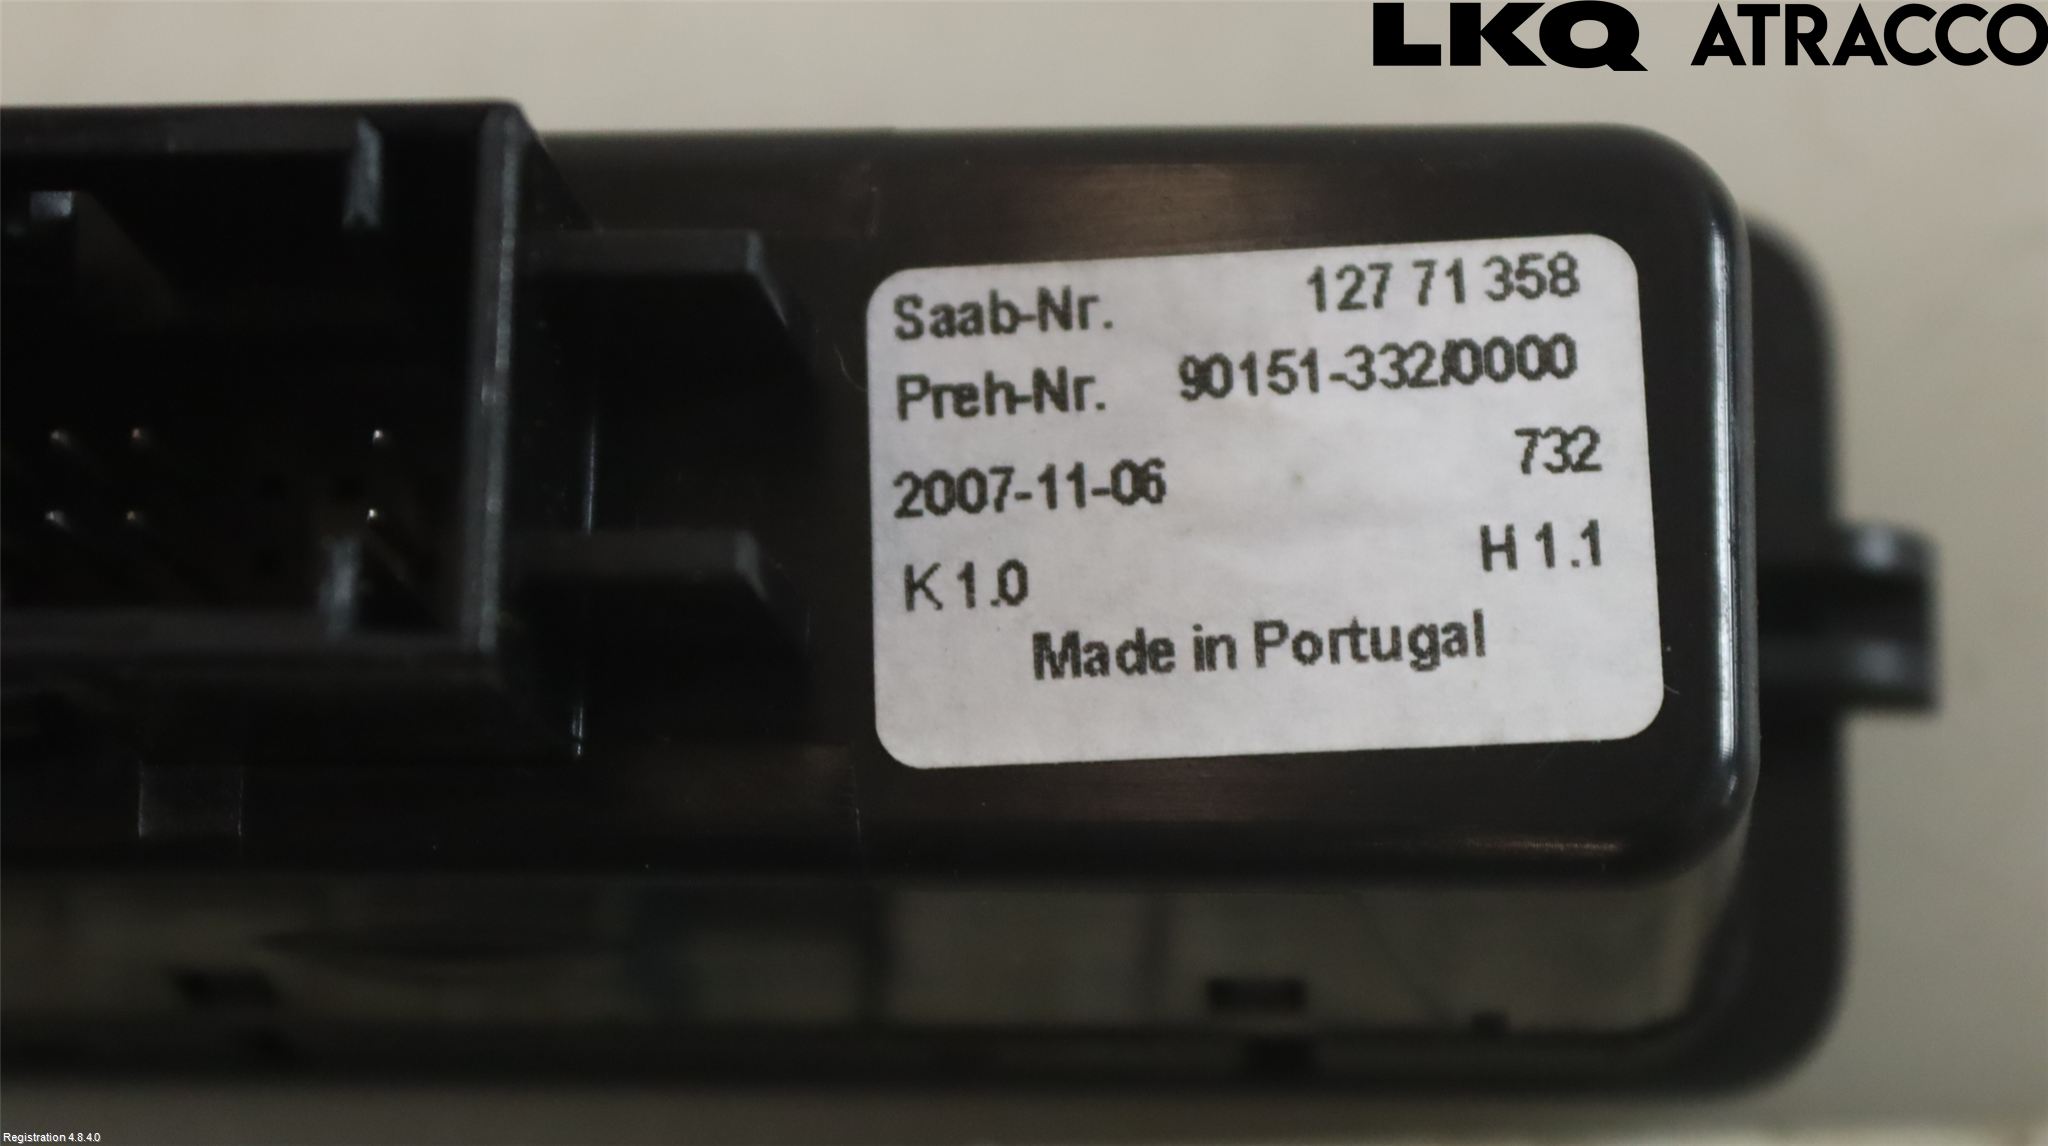 LKQ ATRACCO
Saab-Nr. 127 71 358
Preh-Nr. 90151-332/0000
2007-11-06 732
K 1.0 H 1.1
Made in Portugal
Registration 4.8.4.0